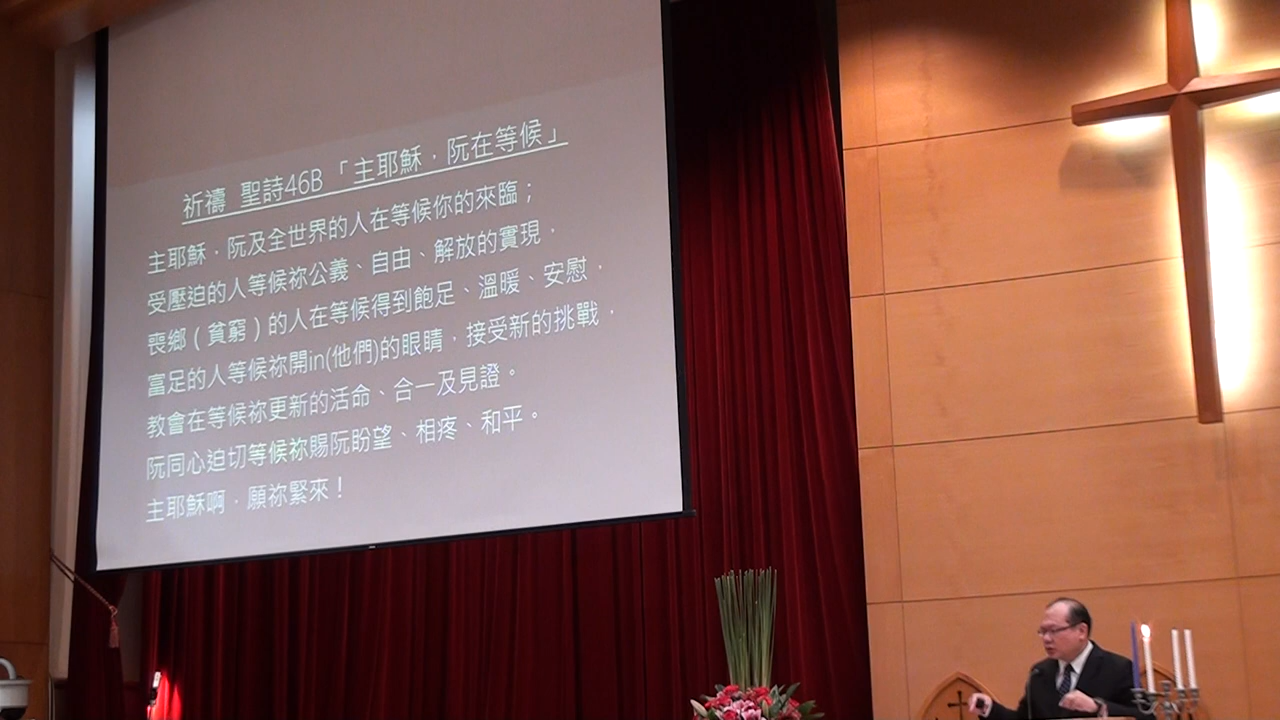 祈禱 聖詩46B「主耶穌，阮在等候」
主耶穌，阮及全世界的人在等候你的來臨；
受壓迫的人等候祢公義、自由、解放的實現，
喪鄉（貧窮）的人在等候得到飽足、溫暖、安慰，
富足的人等候祢開in(他們)的眼睛，接受新的挑戰，
教會在等候祢更新的活命、合一及見證。
阮同心迫切等候祢賜阮盼望、相疼、和平。
主耶穌啊，願祢緊來！